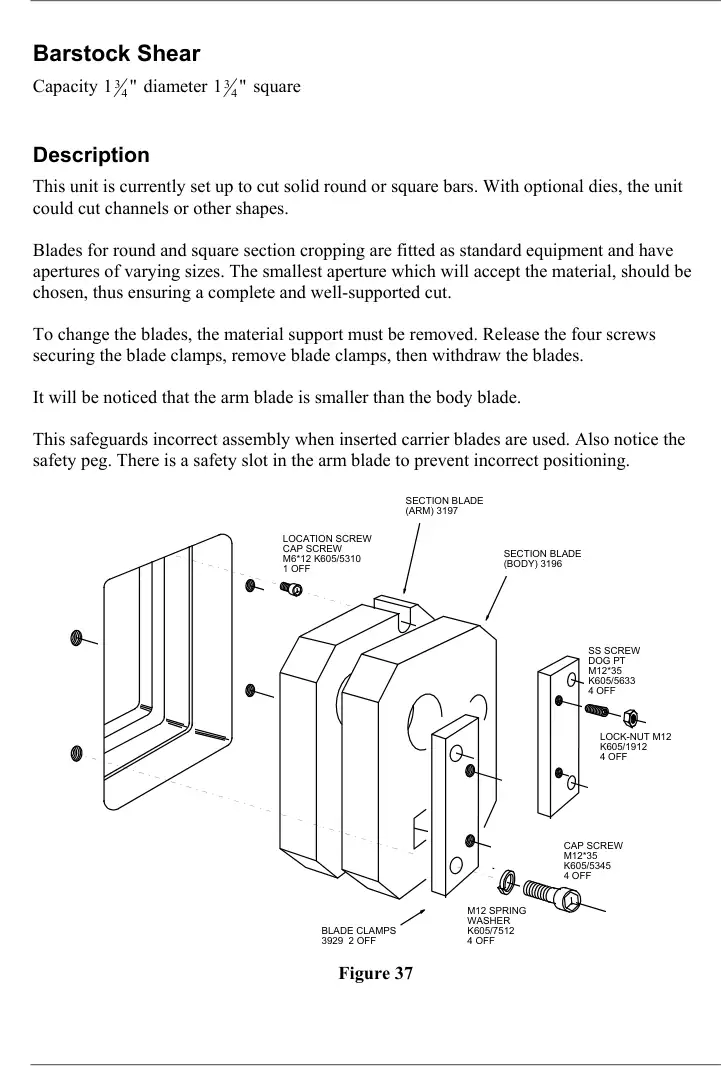 Barstock Shear
Capacity 1 3/4" diameter 1 3/4" square
Description
This unit is currently set up to cut solid round or square bars. With optional dies, the unit
could cut channels or other shapes.
Blades for round and square section cropping are fitted as standard equipment and have
apertures of varying sizes. The smallest aperture which will accept the material, should be
chosen, thus ensuring a complete and well-supported cut.
To change the blades, the material support must be removed. Release the four screws
securing the blade clamps, remove blade clamps, then withdraw the blades.
It will be noticed that the arm blade is smaller than the body blade.
This safeguards incorrect assembly when inserted carrier blades are used. Also notice the
safety peg. There is a safety slot in the arm blade to prevent incorrect positioning.
SECTION BLADE
(ARM) 3197
LOCATION SCREW
CAP SCREW
M6*12 K605/5310
1 OFF
SECTION BLADE
(BODY) 3196
SS SCREW
DOG PT
M12*35
K605/5633
4 OFF
LOCK-NUT M12
K605/1912
4 OFF
CAP SCREW
M12*35
K605/5345
4 OFF
M12 SPRING
WASHER
K605/7512
4 OFF
BLADE CLAMPS
3929 2 OFF
Figure 37